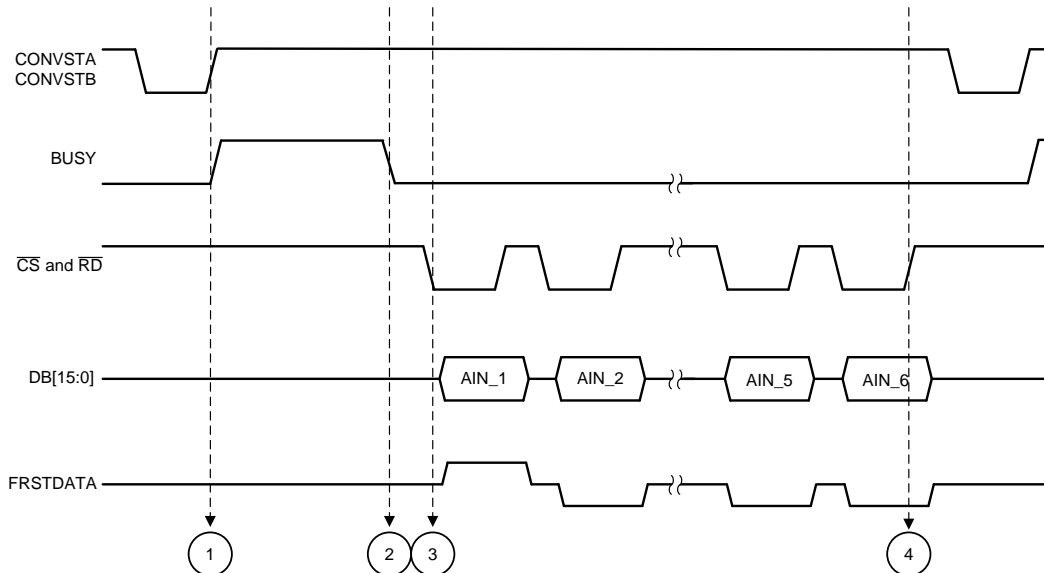 CONVSTA
CONVSTB
BUSY
CS and RD
DB[15:0]
AIN_1
AIN_2
AIN_5
AIN_6
FRSTDATA
1
2
3
4